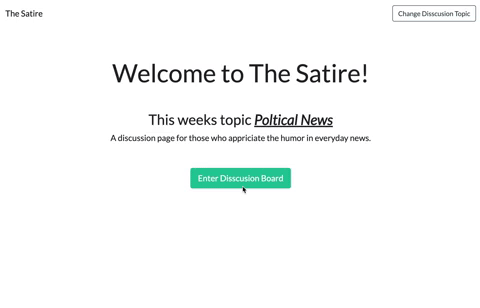 The Satire
Change Disscusion Topic
Welcome to The Satire!
This weeks topic Poltical News
A discussion page for those who appriciate the humor in everyday news.
Enter Disscusion Board